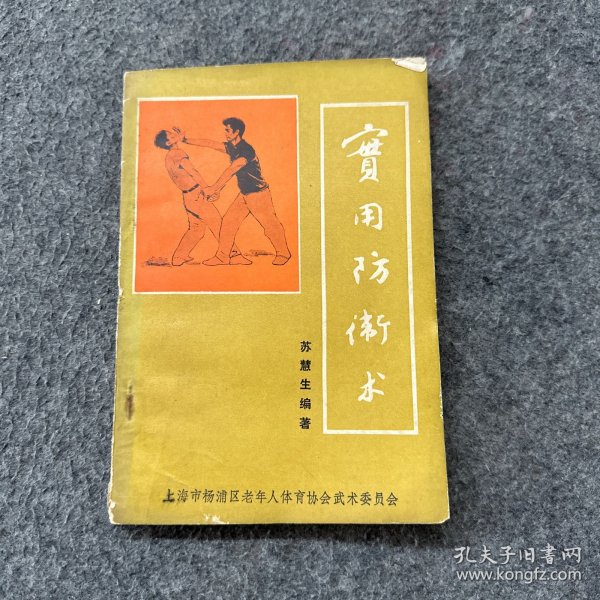 實用防衛术
苏慧生编著
上海市杨浦区老年人体育协会武术委员会
孔夫子旧书网
www.kongfz.com